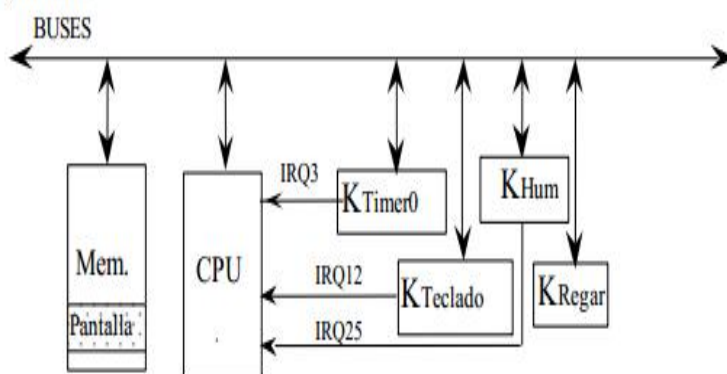 BUSES
IRQ3
KTimer0
KHum
Mem.
CPU
IRQ12
KTeclado
KRegar
Pantalla
IRQ25